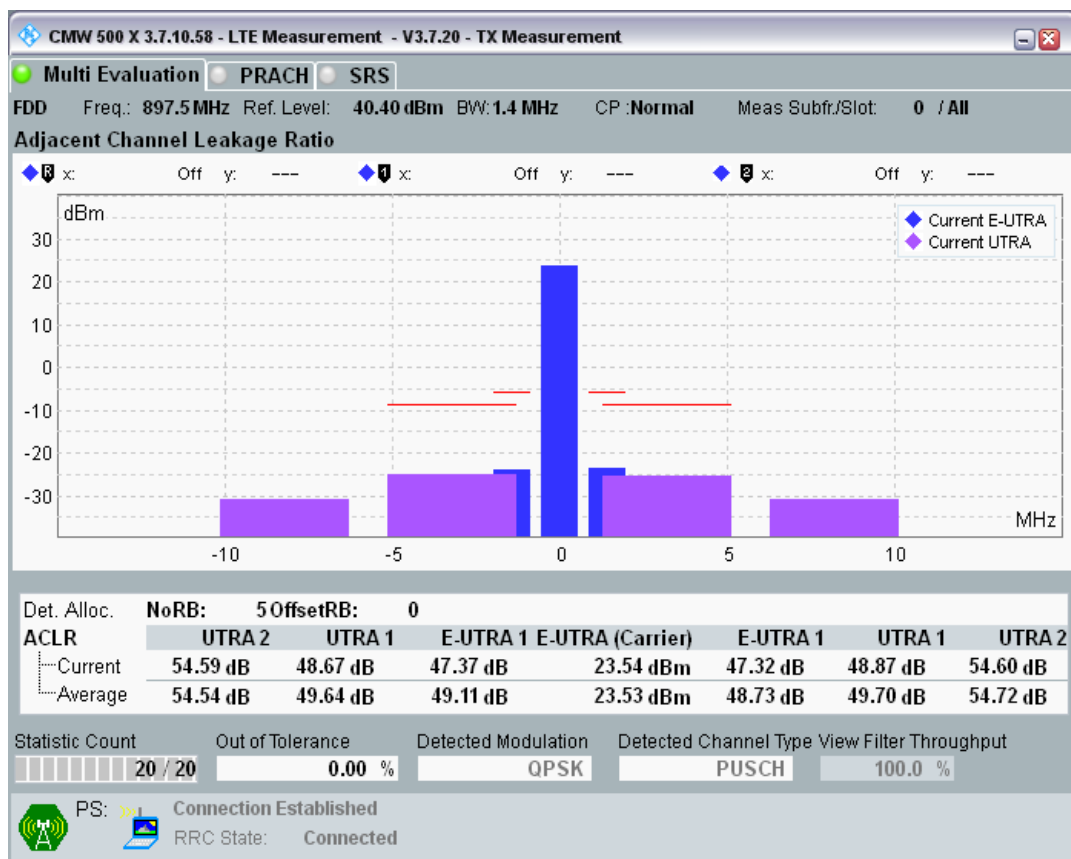 CMW 500 X 3.7.10.58 - LTE Measurement - V3.7.20 - TX Measurement
Multi Evaluation PRACH SRS
FDD Freq.: 897.5 MHz Ref. Level: 40.40 dBm BW: 1.4 MHz CP :Normal Meas Subfr./Slot: 0 / All
Adjacent Channel Leakage Ratio
R x: Off y: --- 1 x: Off y: --- 2 x: Off y: ---
dBm
Current E-UTRA
Current UTRA
30
20
10
0
-10
-20
-30
MHz
-10 -5 0 5 10
Det. Alloc. NoRB: 5 OffsetRB: 0
ACLR UTRA 2 UTRA 1 E-UTRA 1 E-UTRA (Carrier) E-UTRA 1 UTRA 1 UTRA 2
Current 54.59 dB 48.67 dB 47.37 dB 23.54 dBm 47.32 dB 48.87 dB 54.60 dB
Average 54.54 dB 49.64 dB 49.11 dB 23.53 dBm 48.73 dB 49.70 dB 54.72 dB
Statistic Count Out of Tolerance Detected Modulation Detected Channel Type View Filter Throughput
20 / 20 0.00 % QPSK PUSCH 100.0 %
PS: Connection Established
RRC State: Connected